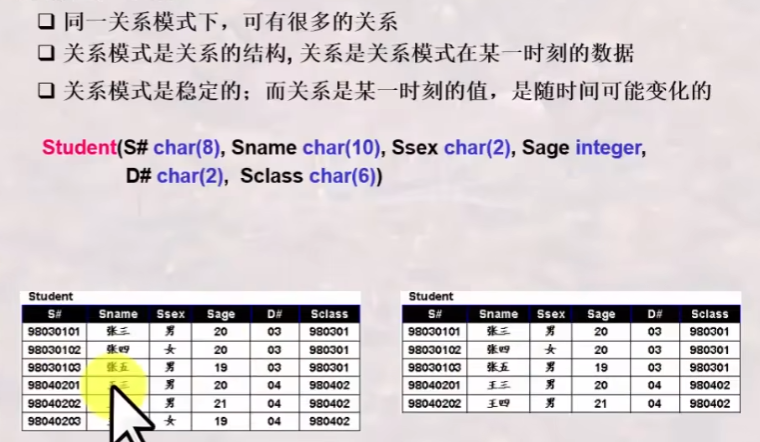 同一关系模式下，可有很多的关系
关系模式是关系的结构, 关系是关系模式在某一时刻的数据
关系模式是稳定的；而关系是某一时刻的值，是随时间可能变化的
Student(S# char(8), Sname char(10), Ssex char(2), Sage integer,
D# char(2), Sclass char(6))
Student
S# Sname Ssex Sage D# Sclass
98030101 张三 男 20 03 980301
98030102 张四 女 20 03 980301
98030103 张五 男 19 03 980301
98040201 王三 男 20 04 980402
98040202 男 21 04 980402
98040203 女 19 04 980402
Student
S# Sname Ssex Sage D# Sclass
98030101 张三 男 20 03 980301
98030102 张四 女 20 03 980301
98030103 张五 男 19 03 980301
98040201 王三 男 20 04 980402
98040202 王四 男 21 04 980402